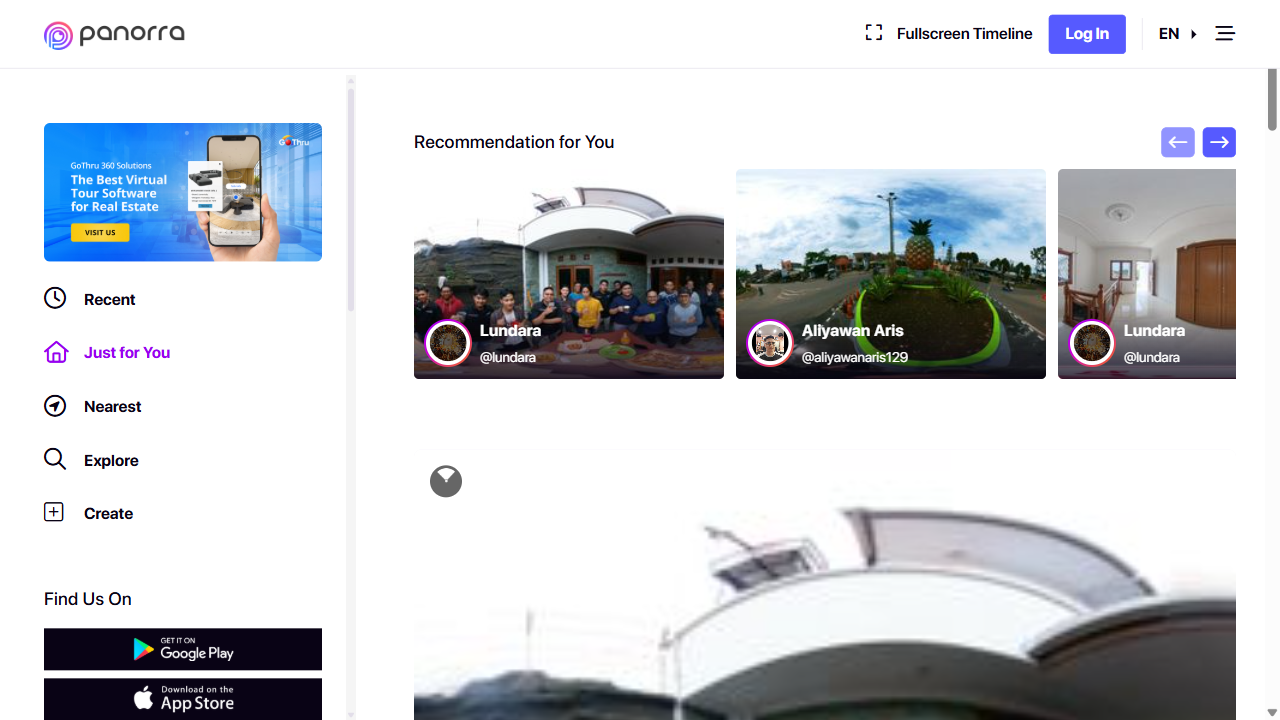 panorra
Fullscreen Timeline
Log In
EN
GoThru
GoThru 360 Solutions
The Best Virtual
Tour Software
for Real Estate
VISIT US
Recent
Just for You
Nearest
Explore
Create
Find Us On
GET IT ON
Google Play
Download on the
App Store
Recommendation for You
Lundara
@lundara
Aliyawan Aris
@aliyawanaris129
Lundara
@lundara